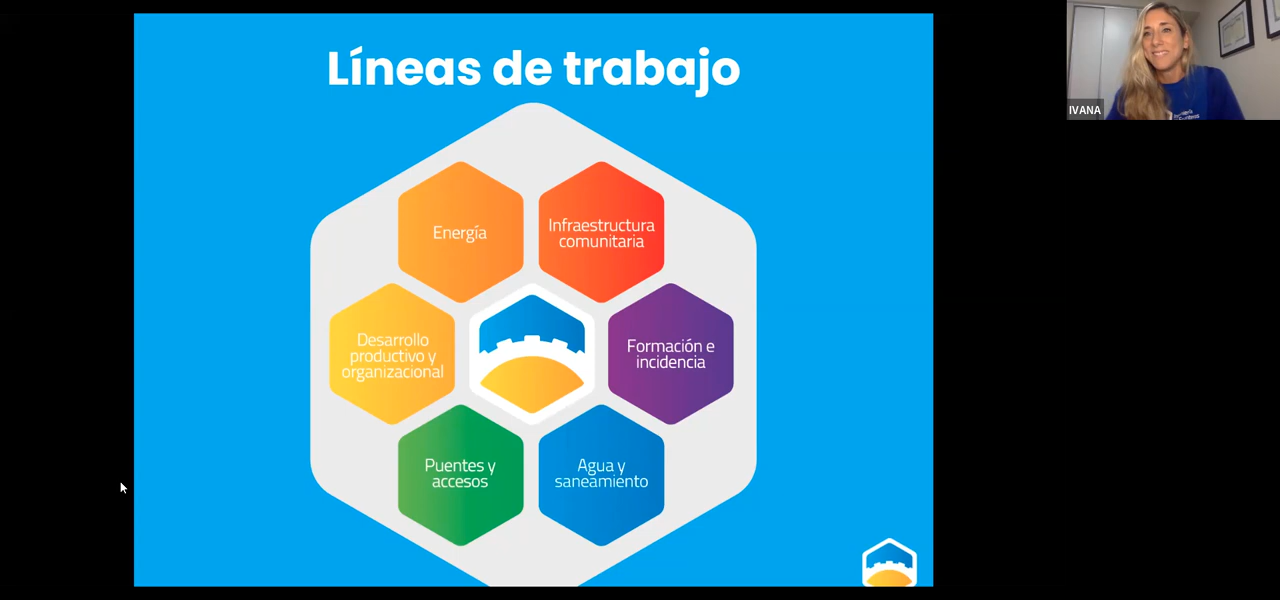 Líneas de trabajo
Energía
Infraestructura
comunitaria
Desarrollo
productivo y
organizacional
Formación e
incidencia
Puentes y
accesos
Agua y
saneamiento
IVANA